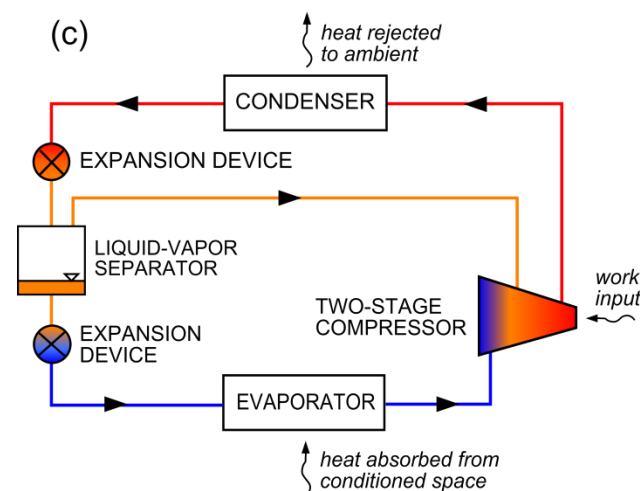 (c)
heat rejected
to ambient
CONDENSER
EXPANSION DEVICE
LIQUID-VAPOR
SEPARATOR
work
input
TWO-STAGE
COMPRESSOR
EXPANSION
DEVICE
EVAPORATOR
heat absorbed from
conditioned space